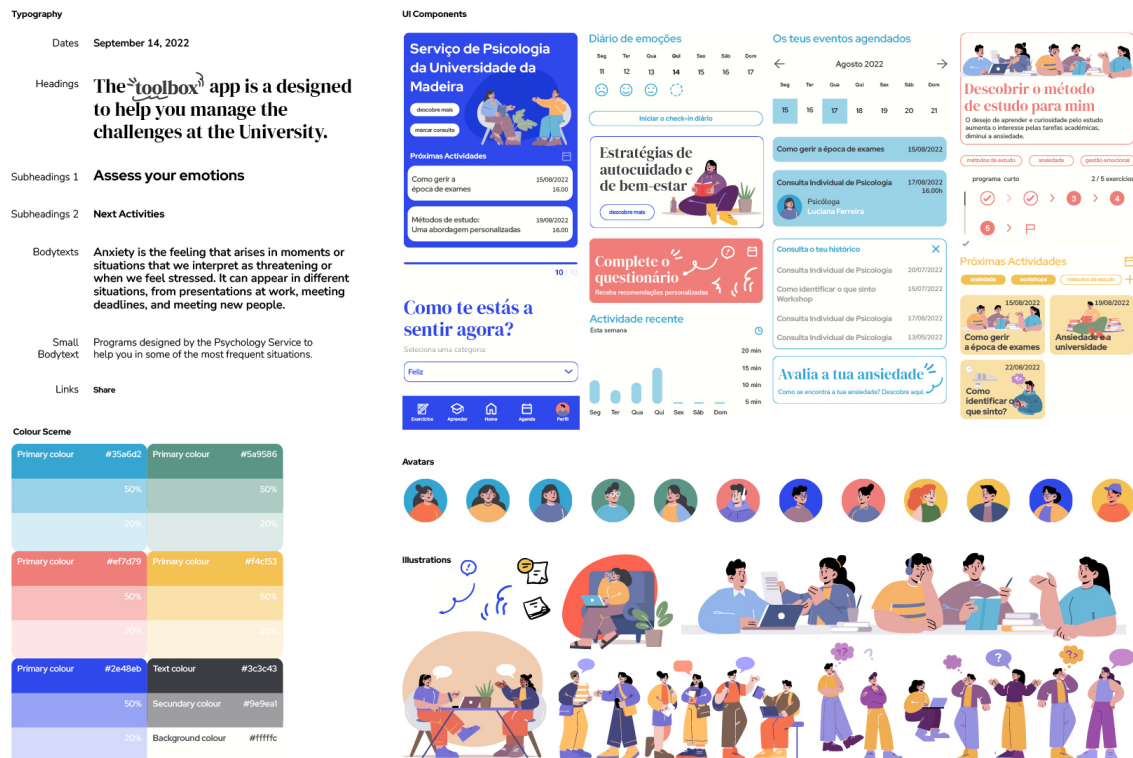 Typography
Dates
September 14, 2022
Headings
The toolbox app is a designed
to help you manage the
challenges at the University.
Subheadings 1
Assess your emotions
Subheadings 2
Next Activities
Bodytexts
Anxiety is the feeling that arises in moments or
situations that we interpret as threatening or
when we feel stressed. It can appear in different
situations, from presentations at work, meeting
deadlines, and meeting new people.
Small
Bodytext
Programs designed by the Psychology Service to
help you in some of the most frequent situations.
Links
Share
Colour Sceme
Primary colour #35a6d2
50%
20%
Primary colour #5a9586
50%
20%
Primary colour #ef7d79
50%
20%
Primary colour #f4c153
50%
20%
Primary colour #2e48eb
50%
20%
Text colour #3c3c43
Secundary colour #9e9ea1
Background colour #fffffc
UI Components
Serviço de Psicologia
da Universidade da
Madeira
descobre mais
marcar consulta
Próximas Actividades
Como gerir a
época de exames
15/08/2022
16.00
Métodos de estudo:
Uma abordagem personalizadas
19/08/2022
16.00
10 10
Como te estás a
sentir agora?
Seleciona uma categoria:
Feliz
Exercícios Aprender Home Agenda Perfil
Diário de emoções
Seg Ter Qua Qui Sex Sáb Dom
11 12 13 14 15 16 17
Iniciar o check-in diário
Estratégias de
autocuidado e
de bem-estar
descobre mais
Complete o
questionário
Receba recomendações personalizadas
Actividade recente
Esta semana
20 min
15 min
10 min
5 min
Seg Ter Qua Qui Sex Sáb Dom
Os teus eventos agendados
Agosto 2022
Seg Ter Qua Qui Sex Sáb Dom
15 16 17 18 19 20 21
Como gerir a época de exames 15/08/2022
Consulta Individual de Psicologia 17/08/2022
16.00h
Psicóloga
Luciana Ferreira
Consulta o teu histórico
Consulta Individual de Psicologia 20/07/2022
Como identificar o que sinto 15/07/2022
Workshop
Consulta Individual de Psicologia 17/06/2022
Consulta Individual de Psicologia 13/05/2022
Avalia a tua ansiedade
Como se encontra a tua ansiedade? Descobre aqui
Descobrir o método
de estudo para mim
O desejo de aprender e curiosidade pelo estudo
aumenta o interesse pelas tarefas académicas,
diminui a ansiedade.
métodos de estudo ansiedade gestão emocional
programa curto 2 / 5 exercícios
3 4
5
Próximas Actividades
ansiedade workshops métodos de estudo
15/08/2022
Como gerir
a época de exames
19/08/2022
Ansiedade e a
universidade
22/08/2022
Como
identificar o
que sinto?
Avatars
Illustrations